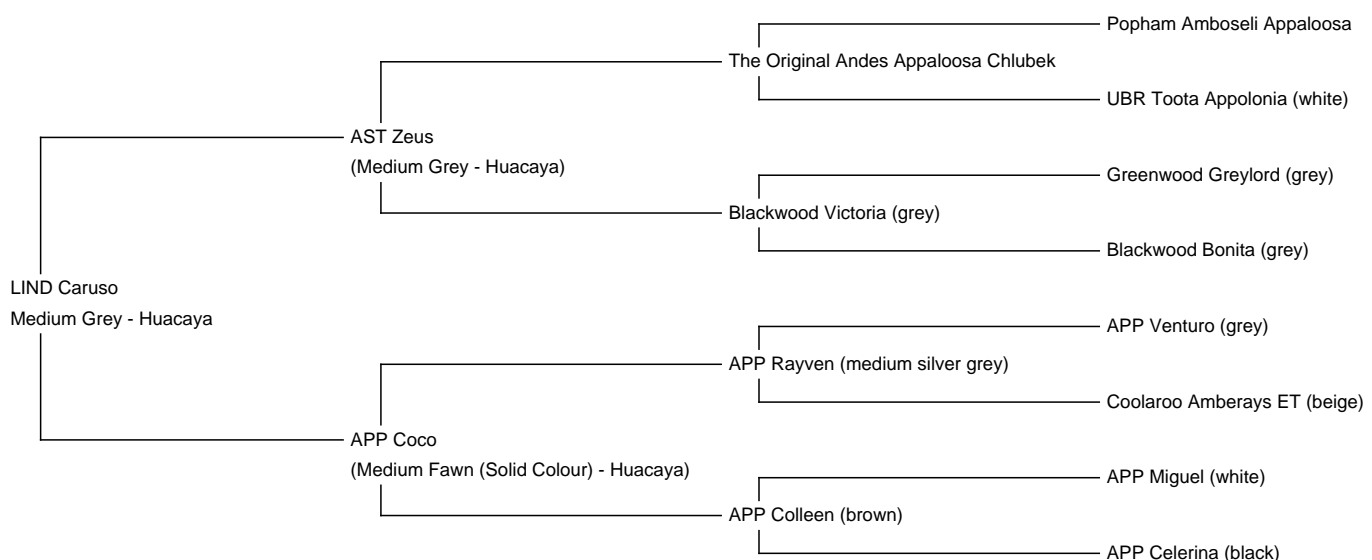 Popham Amboseli Appaloosa
The Original Andes Appaloosa Chlubek
UBR Toota Appolonia (white)
AST Zeus
(Medium Grey - Huacaya)
Greenwood Greylord (grey)
Blackwood Victoria (grey)
Blackwood Bonita (grey)
LIND Caruso
Medium Grey - Huacaya
APP Venturo (grey)
APP Rayven (medium silver grey)
Coolaroo Amberays ET (beige)
APP Coco
(Medium Fawn (Solid Colour) - Huacaya)
APP Miguel (white)
APP Colleen (brown)
APP Celerina (black)